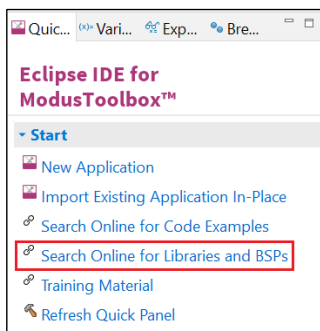 Quic... (x)= Vari... Exp... Bre...
Eclipse IDE for
ModusToolbox™
Start
New Application
Import Existing Application In-Place
Search Online for Code Examples
Search Online for Libraries and BSPs
Training Material
Refresh Quick Panel